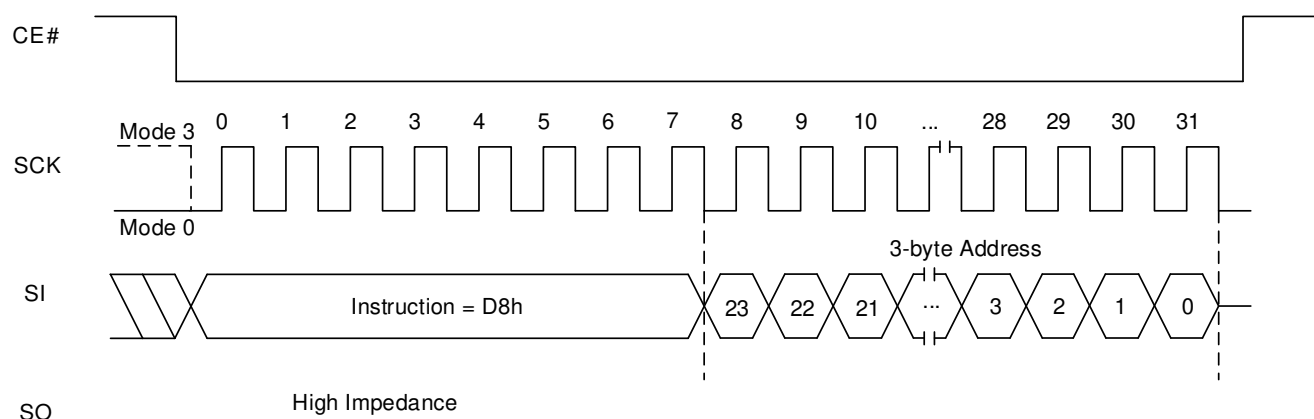 CE#
Mode 3 0 1 2 3 4 5 6 7 8 9 10 ... 28 29 30 31
SCK
Mode 0
3-byte Address
SI Instruction = D8h 23 22 21 ... 3 2 1 0
High Impedance
SO